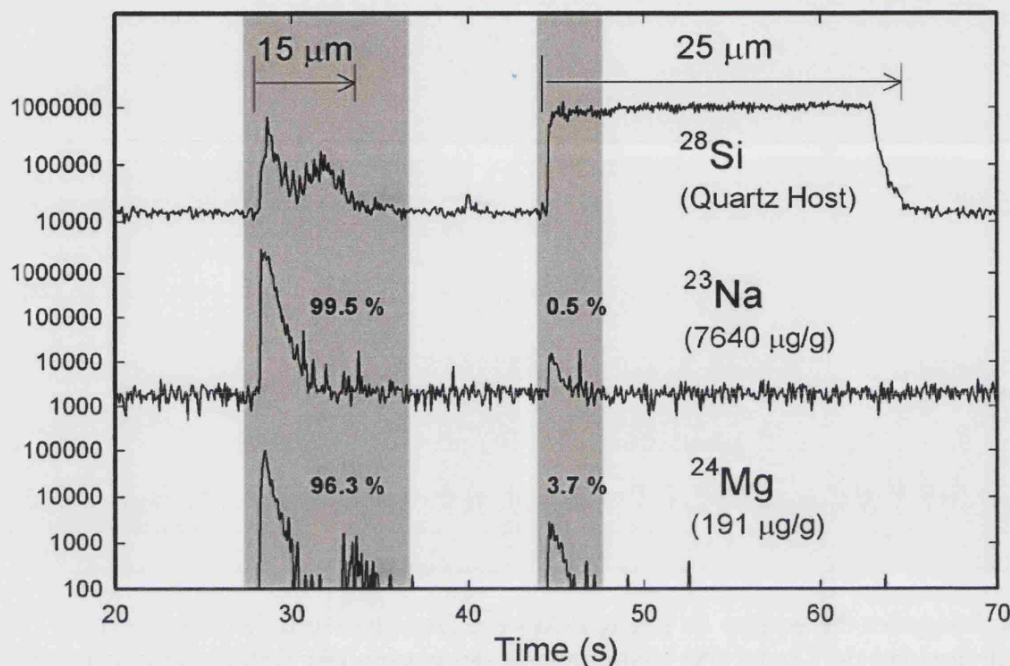 15 μm
25 μm
1000000
100000
10000
²⁸Si
(Quartz Host)
1000000
100000
10000
1000
99.5 %
0.5 %
²³Na
(7640 μg/g)
100000
10000
1000
100
96.3 %
3.7 %
²⁴Mg
(191 μg/g)
20
30
40
50
60
70
Time (s)